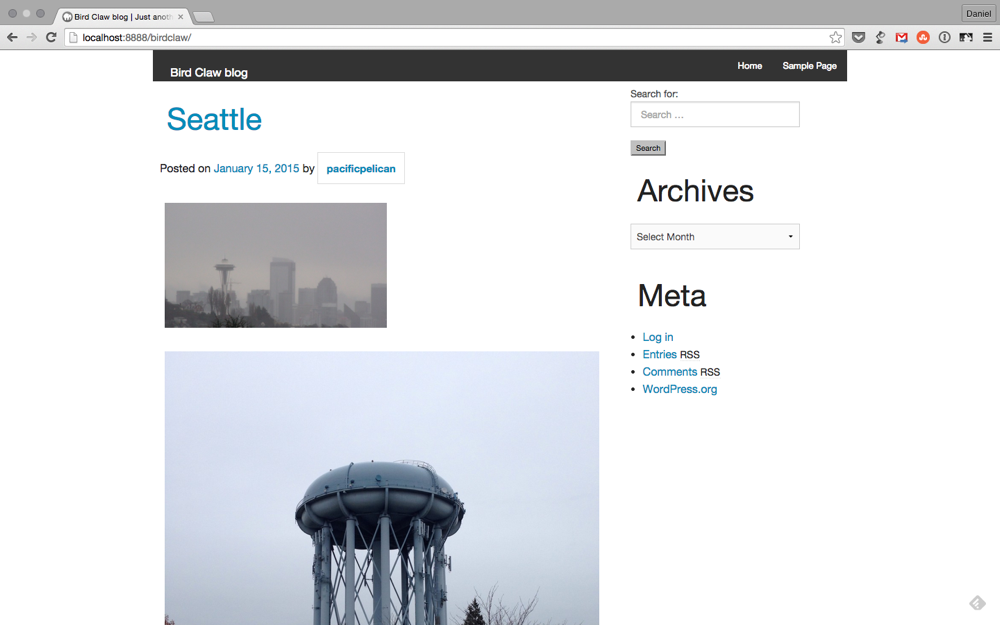 Bird Claw blog | Just anoth
Daniel
localhost:8888/birdclaw/
Bird Claw blog
Home
Sample Page
Seattle
Posted on January 15, 2015 by pacificpelican
Search for:
Search …
Search
Archives
Select Month
Meta
Log in
Entries RSS
Comments RSS
WordPress.org